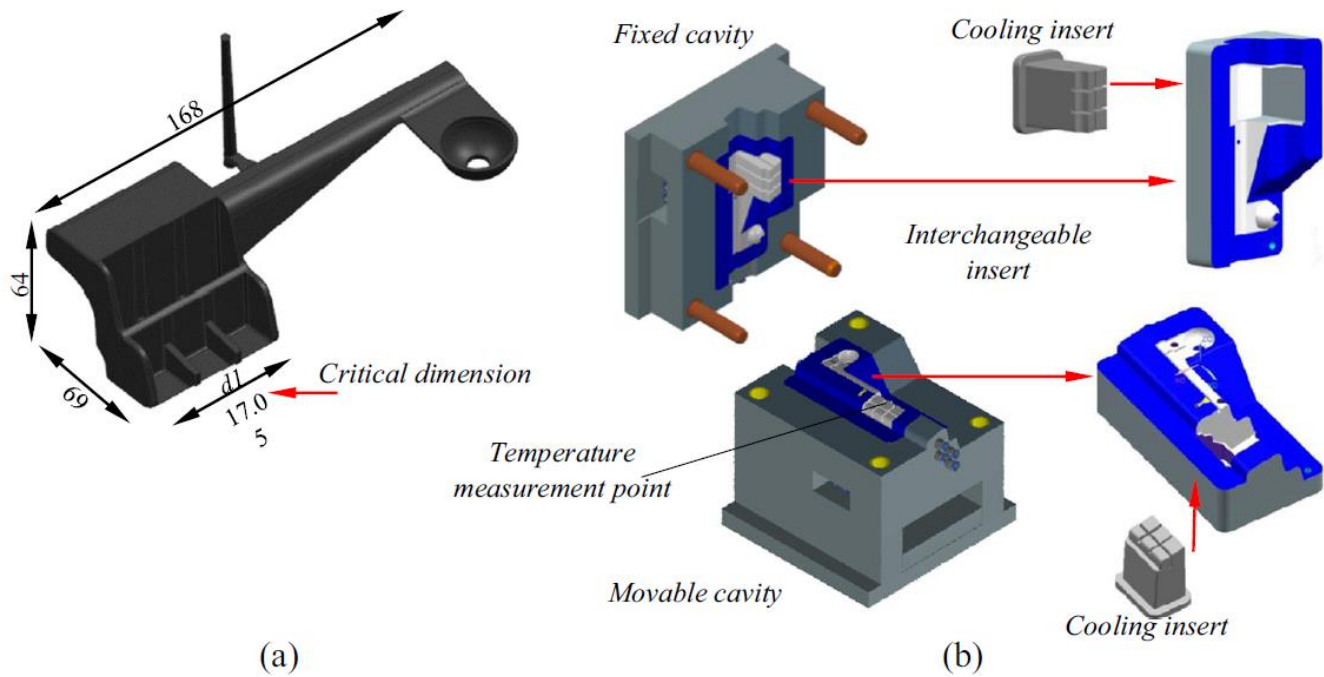 168
64
69
d1
17.0
5
Critical dimension
(a)
Fixed cavity
Cooling insert
Interchangeable
insert
Temperature
measurement point
Movable cavity
Cooling insert
(b)